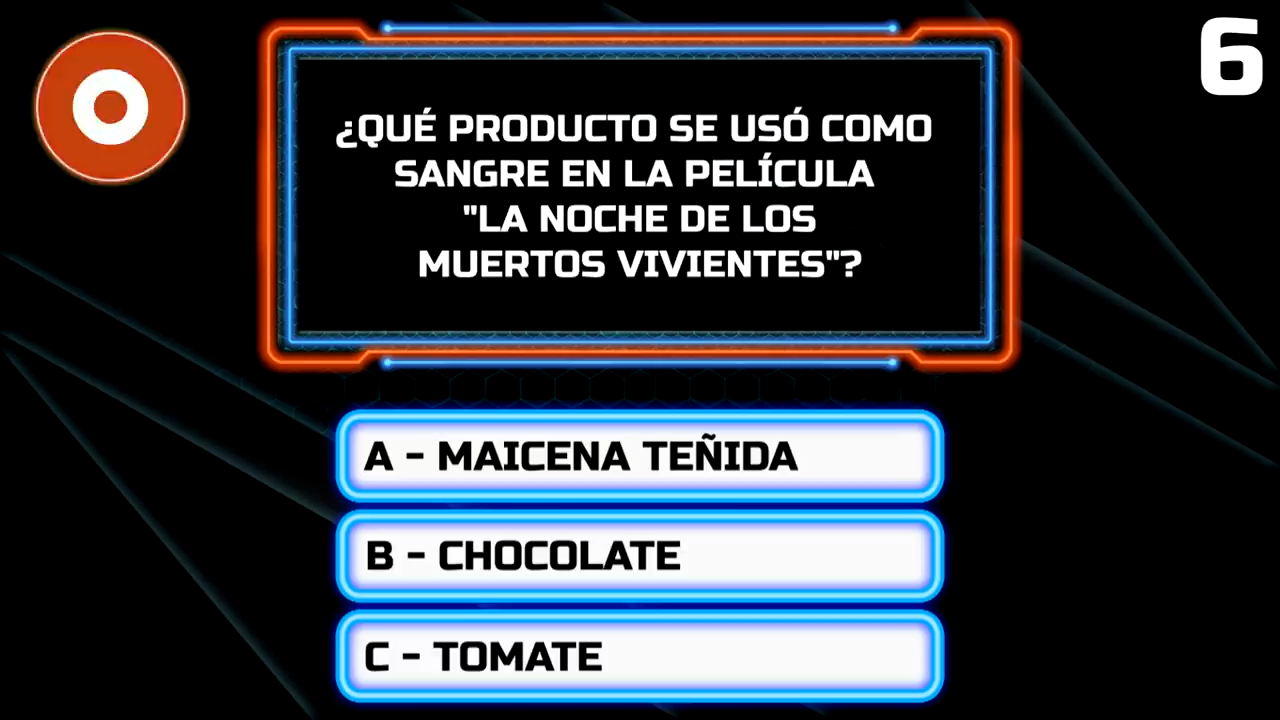 6
¿QUÉ PRODUCTO SE USÓ COMO
SANGRE EN LA PELÍCULA
"LA NOCHE DE LOS
MUERTOS VIVIENTES"?
A - MAICENA TEÑIDA
B - CHOCOLATE
C - TOMATE